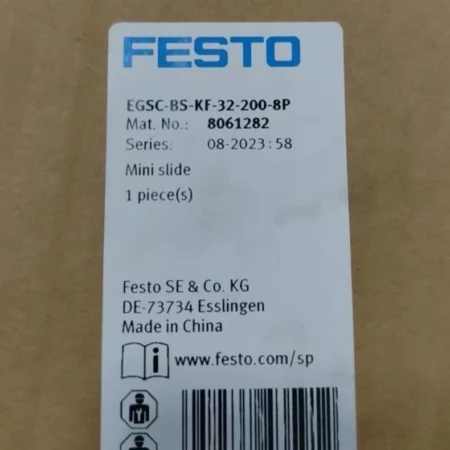 FESTO
EGSC-BS-KF-32-200-8P
Mat. No.: 8061282
Series: 08-2023:58
Mini slide
1 piece(s)
Festo SE & Co. KG
DE-73734 Esslingen
Made in China
www.festo.com/sp